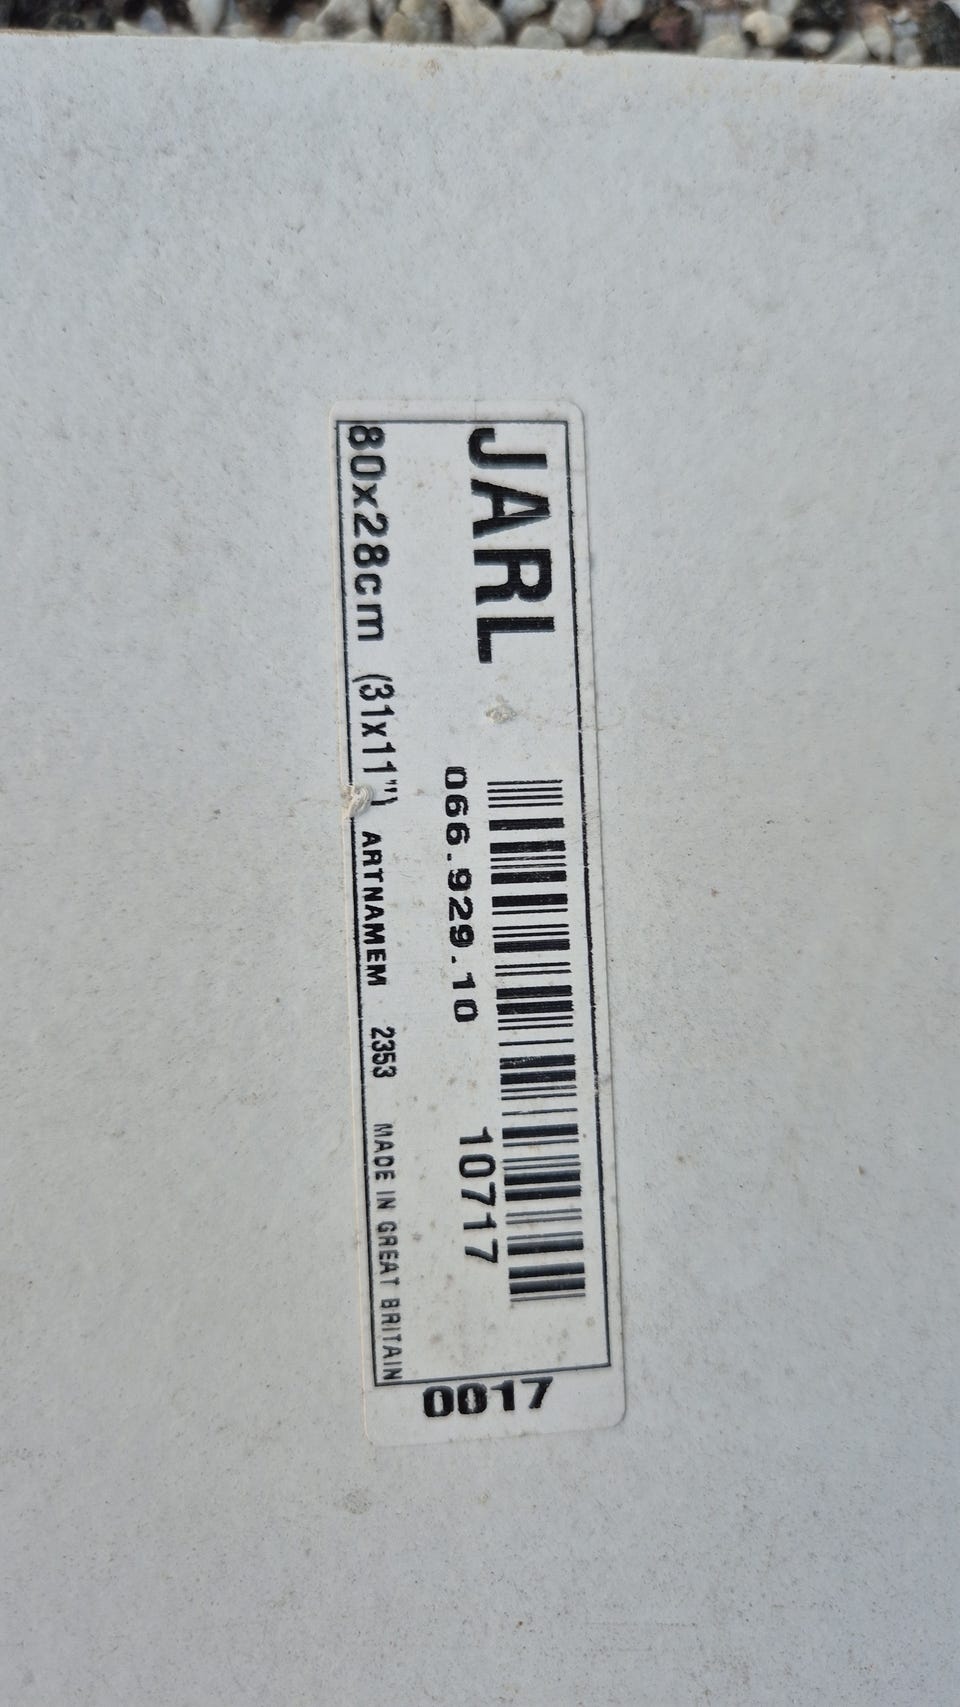 JARL
066.929.10 10717
80x28cm (31x11") ARTNAMEM 2353 MADE IN GREAT BRITAIN
0017